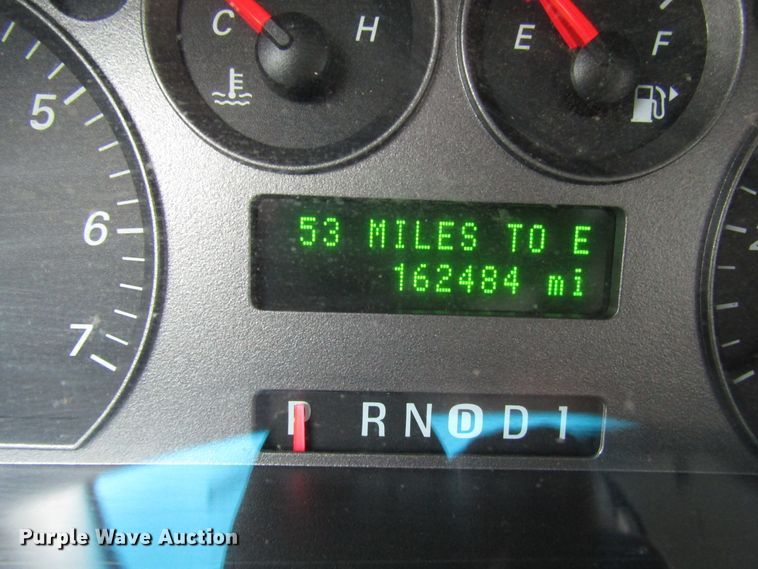 C H
E F
5
6
7
53 MILES TO E
162484 mi
P R N D D 1
Purple Wave Auction